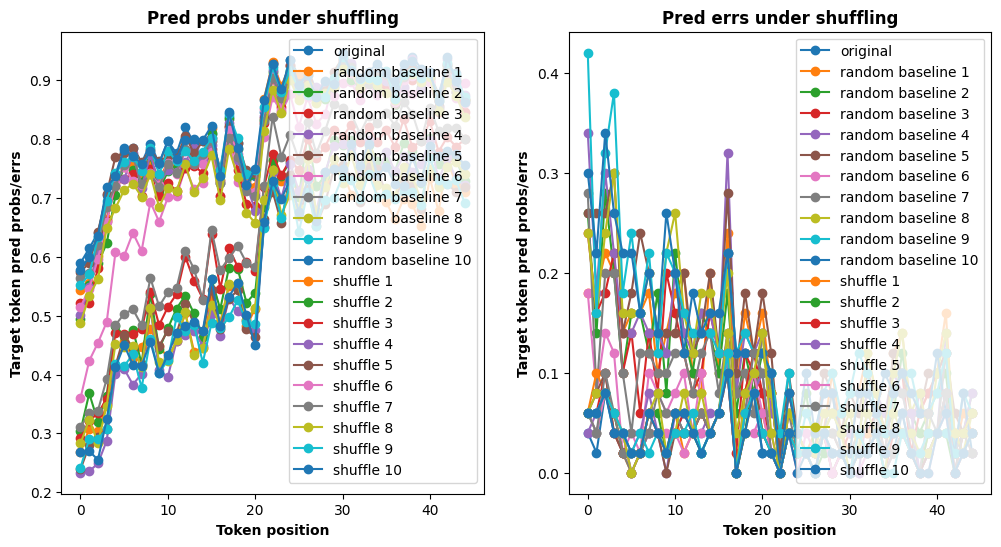 Pred probs under shuffling
Target token pred probs/errs
0.9
0.8
0.7
0.6
0.5
0.4
0.3
0.2
0
10
20
30
40
Token position
original
random baseline 1
random baseline 2
random baseline 3
random baseline 4
random baseline 5
random baseline 6
random baseline 7
random baseline 8
random baseline 9
random baseline 10
shuffle 1
shuffle 2
shuffle 3
shuffle 4
shuffle 5
shuffle 6
shuffle 7
shuffle 8
shuffle 9
shuffle 10
Pred errs under shuffling
Target token pred probs/errs
0.4
0.3
0.2
0.1
0.0
0
10
20
30
40
Token position
original
random baseline 1
random baseline 2
random baseline 3
random baseline 4
random baseline 5
random baseline 6
random baseline 7
random baseline 8
random baseline 9
random baseline 10
shuffle 1
shuffle 2
shuffle 3
shuffle 4
shuffle 5
shuffle 6
shuffle 7
shuffle 8
shuffle 9
shuffle 10